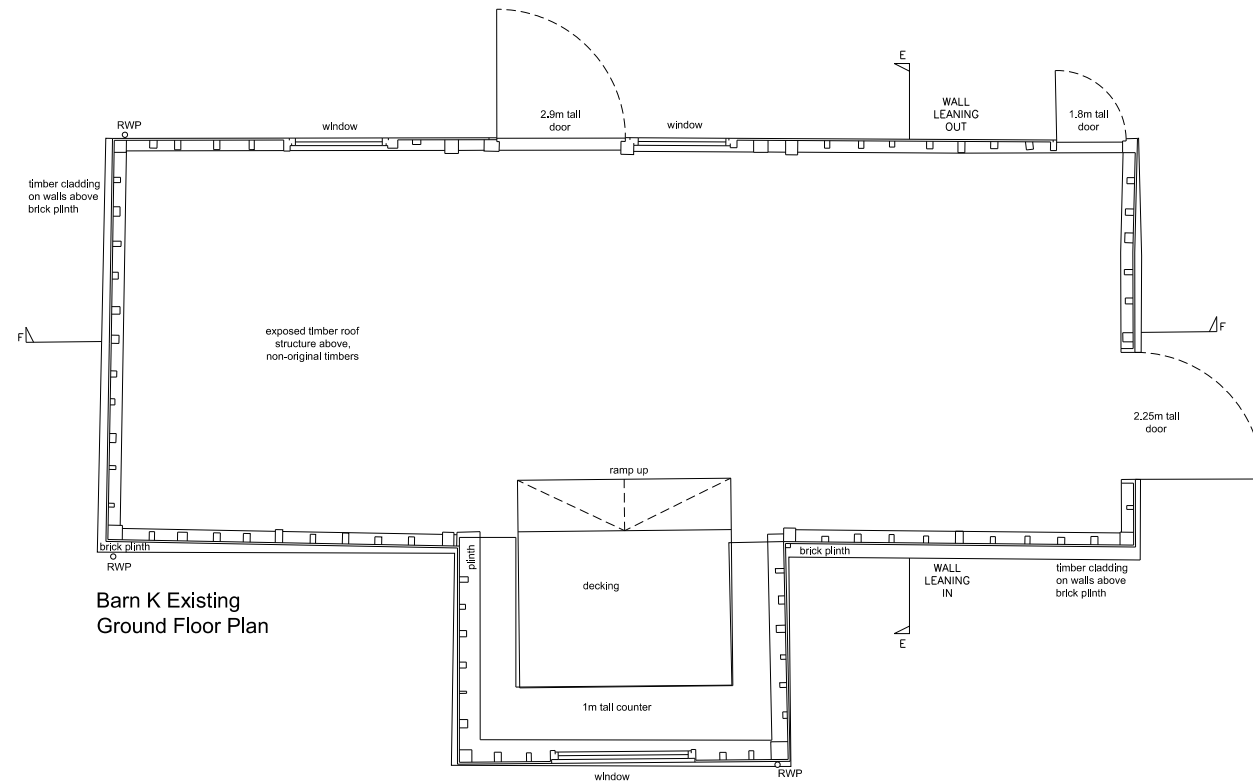 E
WALL
LEANING
OUT
2.9m tall
door
1.8m tall
door
RWP
window
window
timber cladding
on walls above
brick plinth
F
F
exposed timber roof
structure above,
non-original timbers
2.25m tall
door
ramp up
brick plinth
plinth
brick plinth
RWP
decking
WALL
LEANING
IN
timber cladding
on walls above
brick plinth
Barn K Existing
Ground Floor Plan
E
1m tall counter
window
RWP